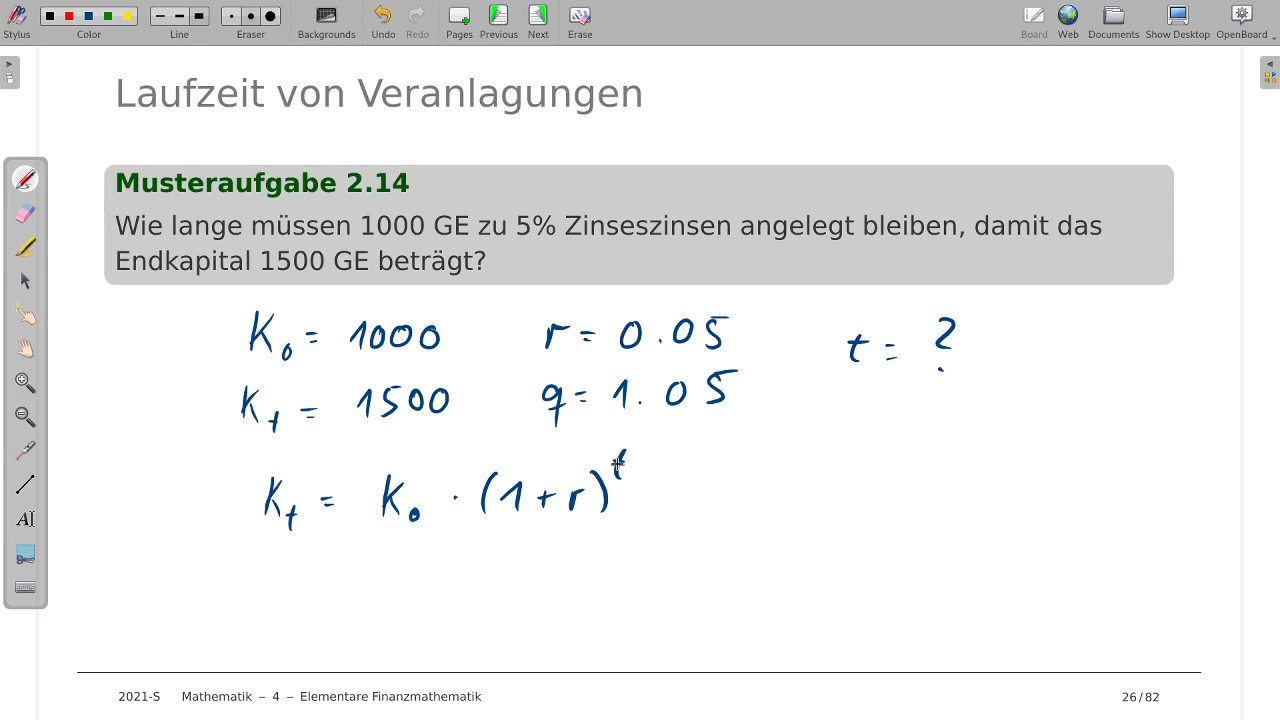 Stylus Color Line Eraser Backgrounds Undo Redo Pages Previous Next Erase Board Web Documents Show Desktop OpenBoard
Laufzeit von Veranlagungen
Musteraufgabe 2.14
Wie lange müssen 1000 GE zu 5% Zinseszinsen angelegt bleiben, damit das
Endkapital 1500 GE beträgt?
K₀ = 1000 r = 0.05 t = ?
Kₜ = 1500 q = 1.05
Kₜ = K₀ · (1+r)ᵗ
2021-S Mathematik – 4 – Elementare Finanzmathematik 26/82